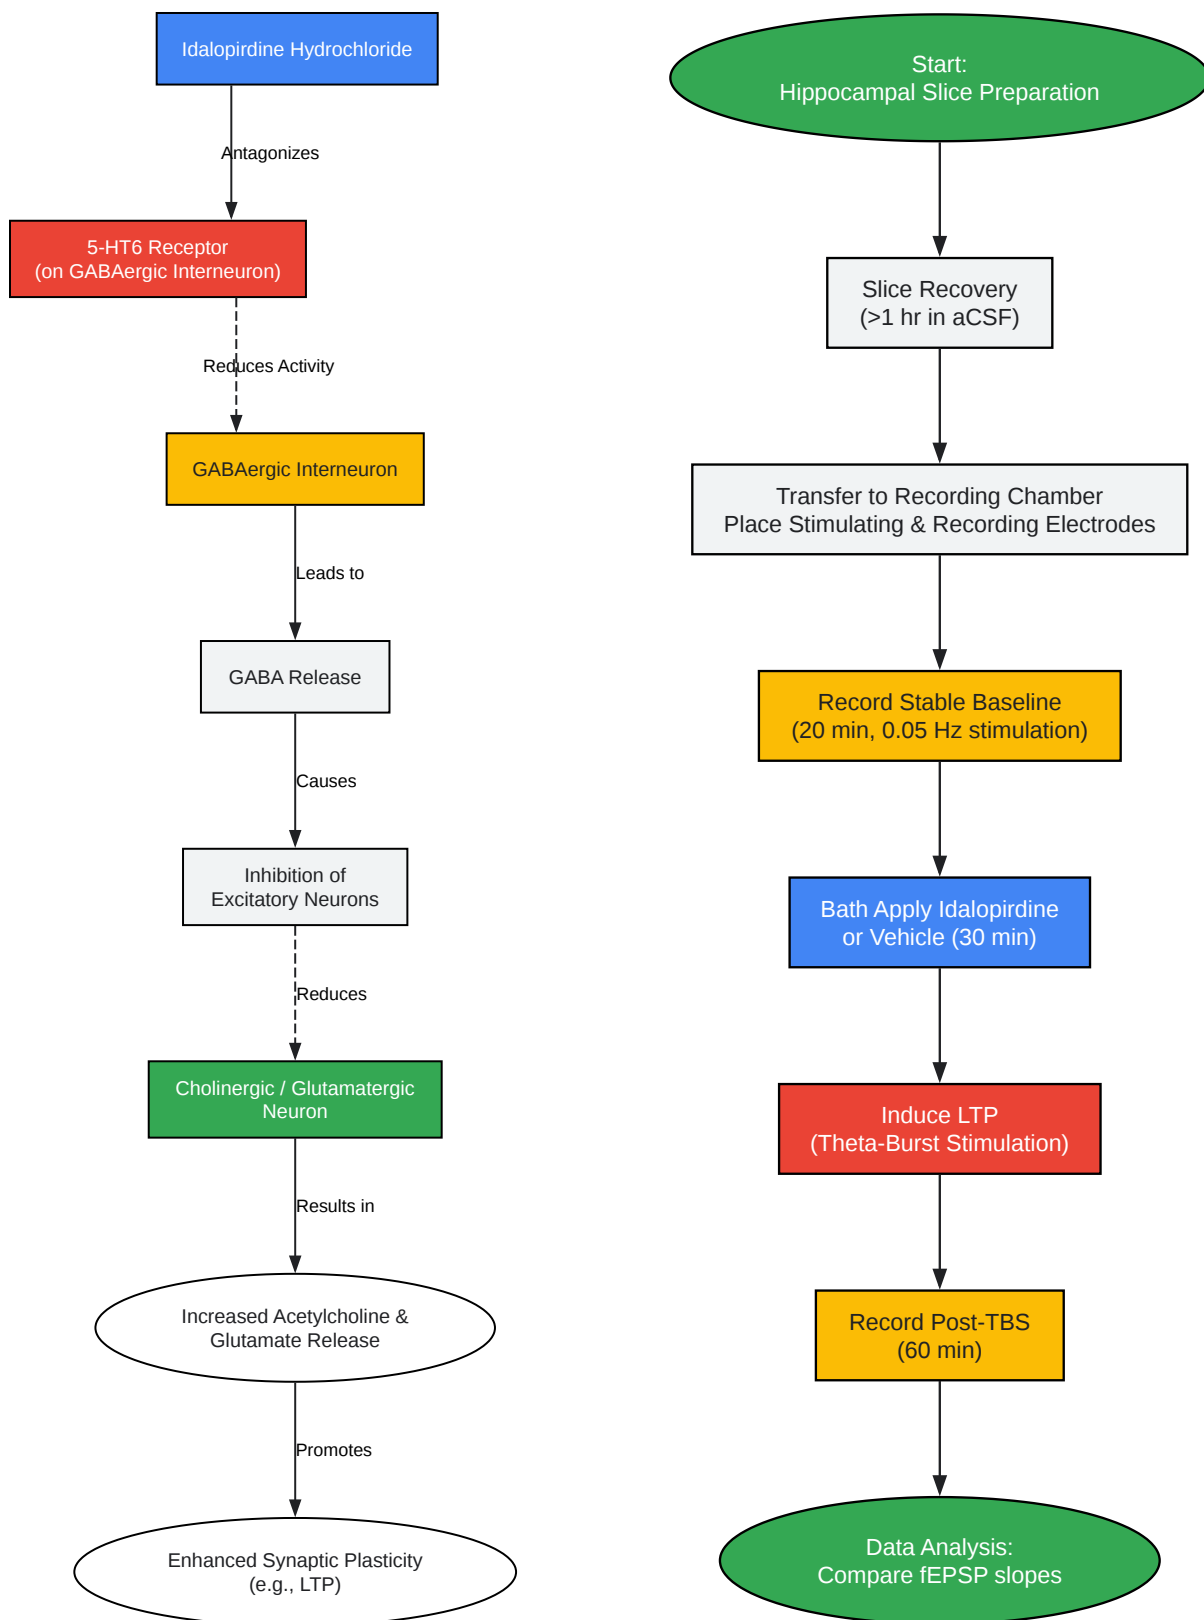 Idalopirdine Hydrochloride
Antagonizes
5-HT6 Receptor
(on GABAergic Interneuron)
Reduces Activity
GABAergic Interneuron
Leads to
GABA Release
Causes
Inhibition of
Excitatory Neurons
Reduces
Cholinergic / Glutamatergic
Neuron
Results in
Increased Acetylcholine &
Glutamate Release
Promotes
Enhanced Synaptic Plasticity
(e.g., LTP)
Start:
Hippocampal Slice Preparation
Slice Recovery
(>1 hr in aCSF)
Transfer to Recording Chamber
Place Stimulating & Recording Electrodes
Record Stable Baseline
(20 min, 0.05 Hz stimulation)
Bath Apply Idalopirdine
or Vehicle (30 min)
Induce LTP
(Theta-Burst Stimulation)
Record Post-TBS
(60 min)
Data Analysis:
Compare fEPSP slopes